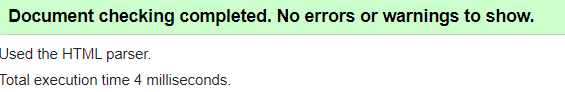 Document checking completed. No errors or warnings to show.
Used the HTML parser.
Total execution time 4 milliseconds.